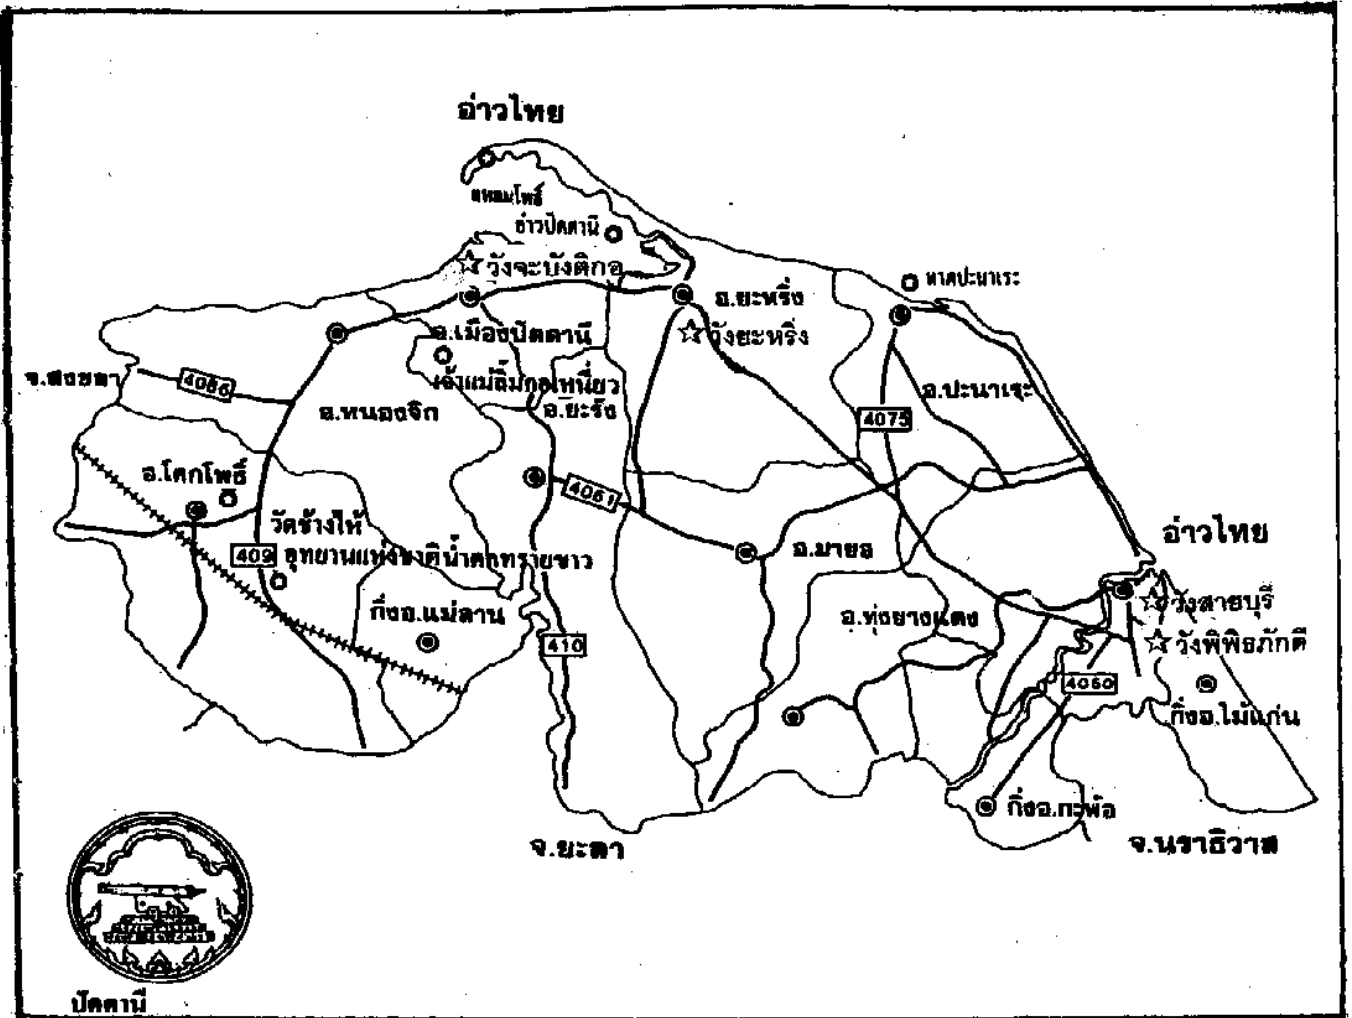 อ่าวไทย
แหลมโพธิ์
อ่าวปัตตานี
วังจะบังติกอ
หาดปะนาเระ
อ.ยะหริ่ง
อ.เมืองปัตตานี
วังยะหริ่ง
จ.สงขลา
4086
เจ้าแม่ลิ้มกอเหนี่ยว
อ.ปะนาเระ
อ.หนองจิก
อ.ยะรัง
4075
อ.โคกโพธิ์
4061
วัดช้างให้
อ่าวไทย
409
อุทยานแห่งชาติน้ำตกทรายขาว
อ.มายอ
กิ่งอ.แม่ลาน
อ.ทุ่งยางแดง
วังสายบุรี
410
วังพิพิธภักดี
4060
กิ่งอ.ไม้แก่น
กิ่งอ.กะพ้อ
จ.ยะลา
จ.นราธิวาส
ปัตตานี